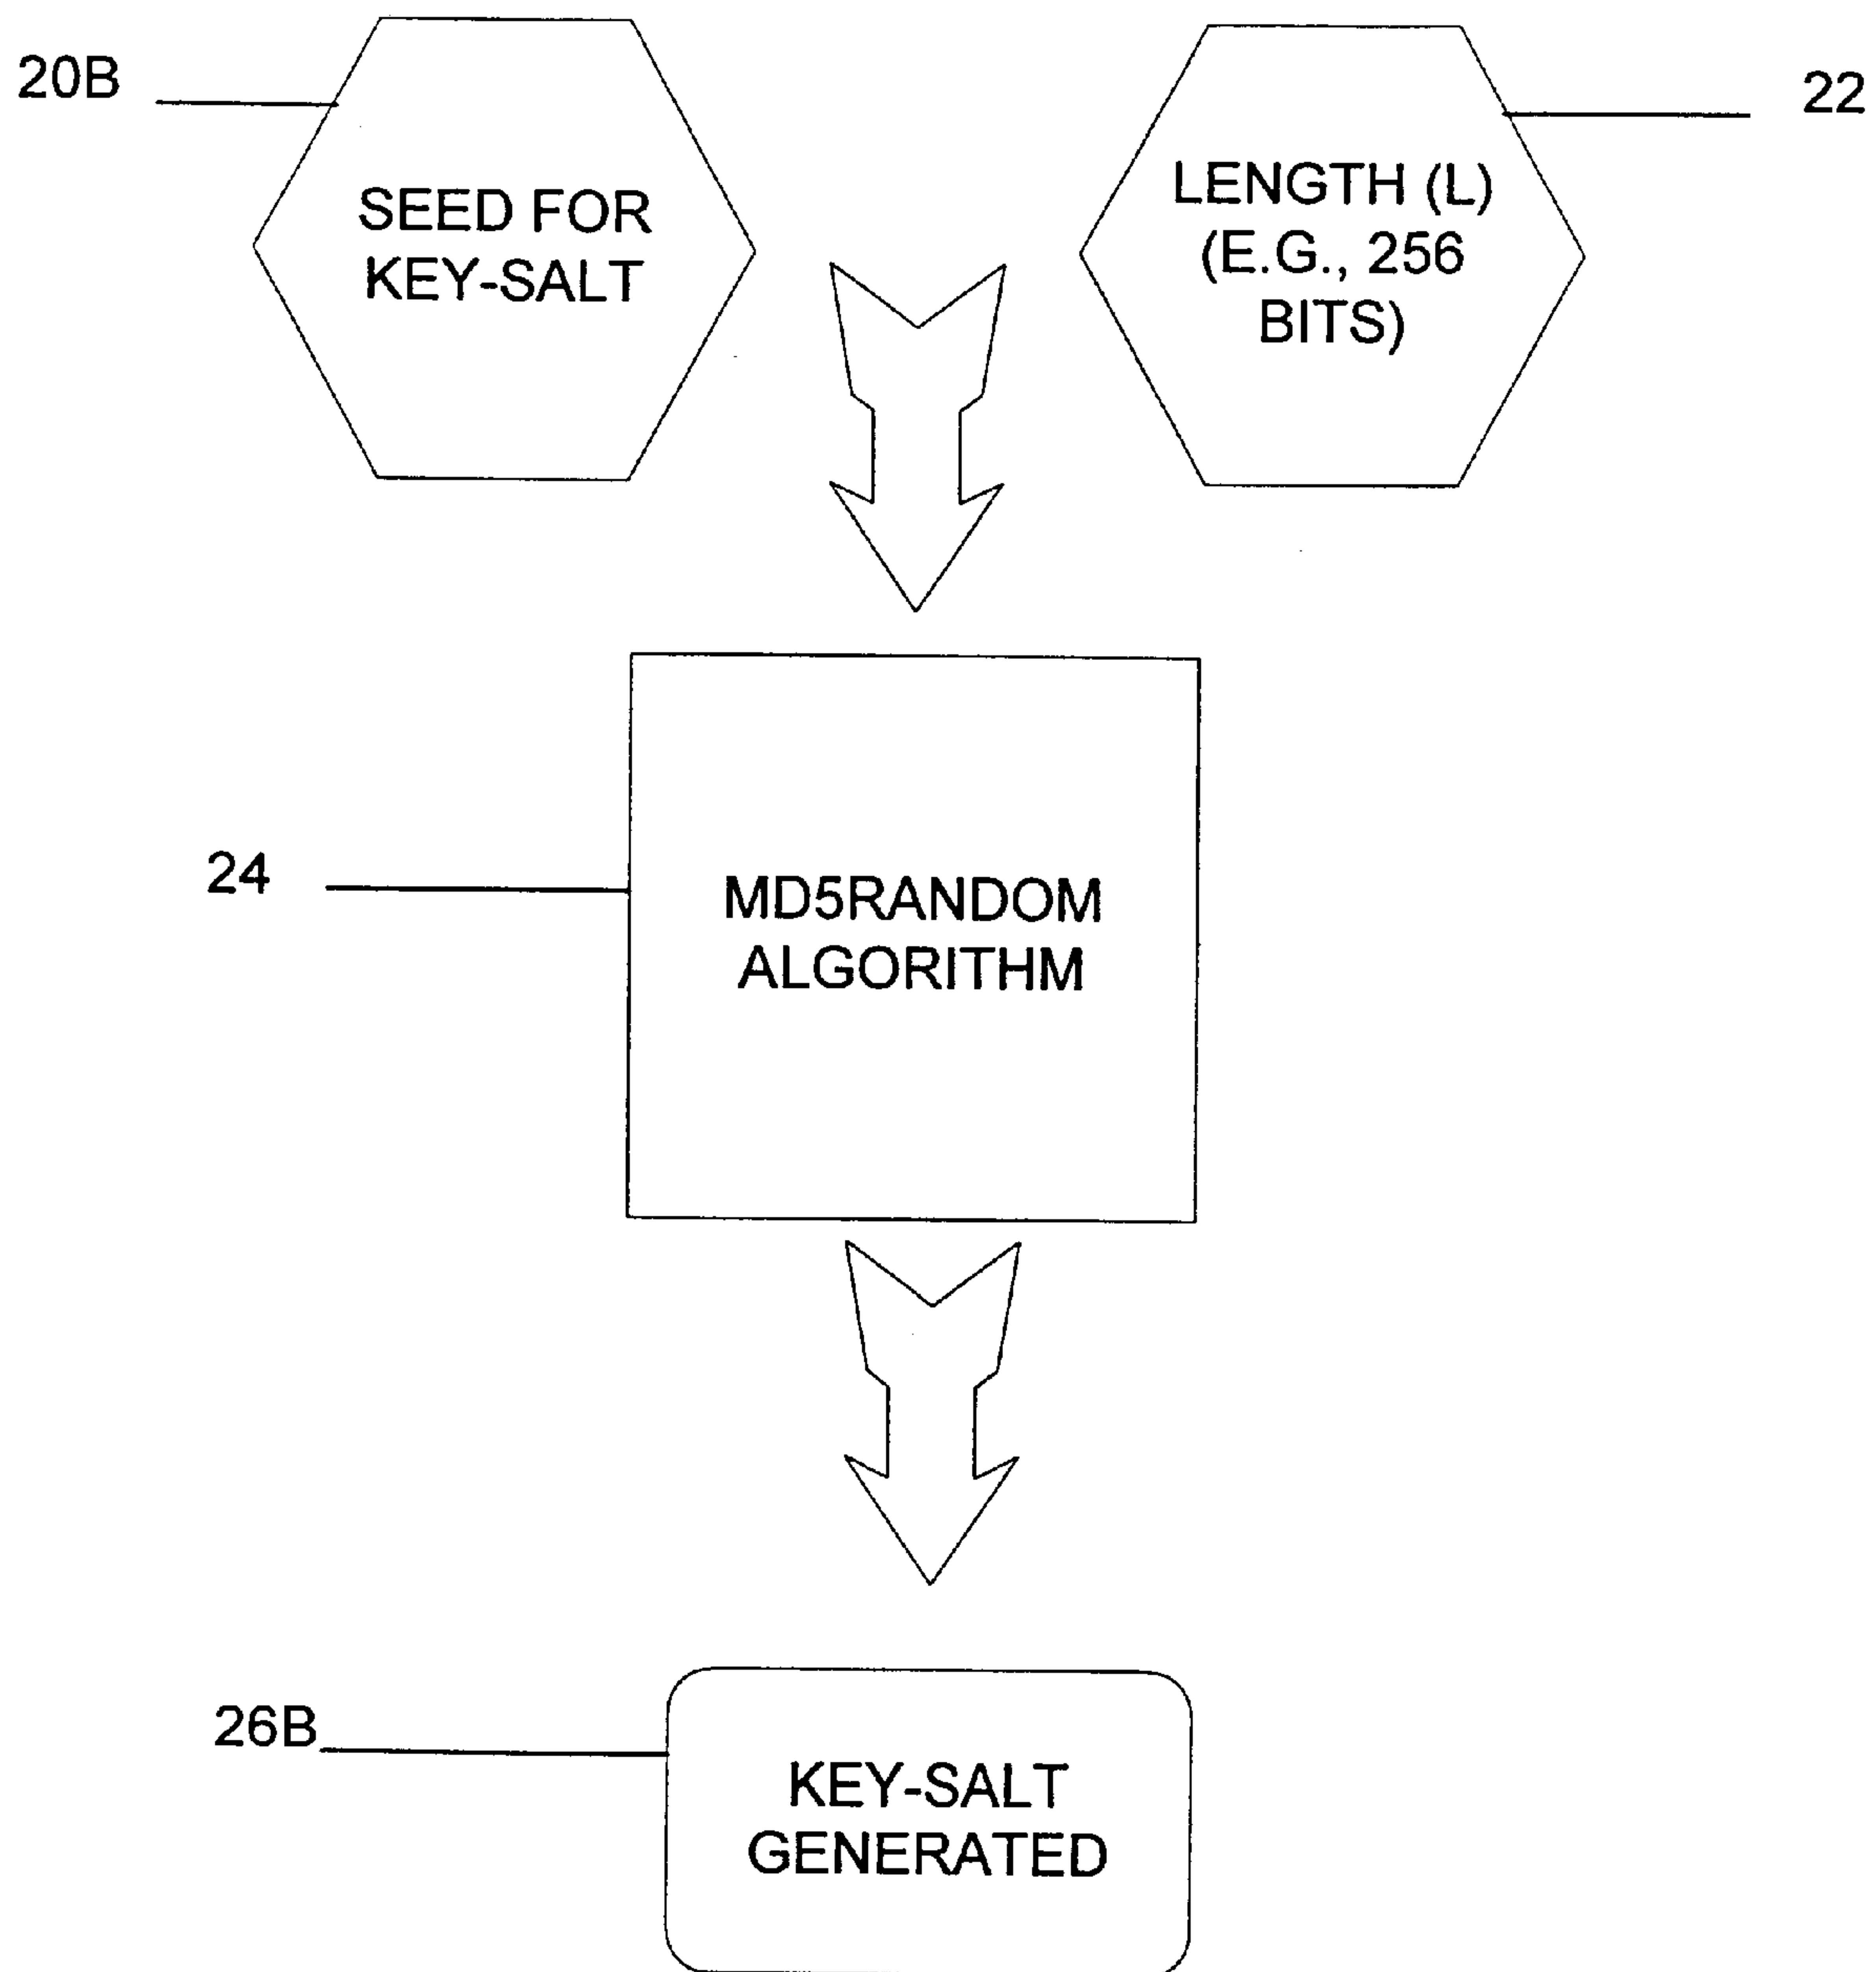 20B
SEED FOR
KEY-SALT
22
LENGTH (L)
(E.G., 256
BITS)
24
MD5RANDOM
ALGORITHM
26B
KEY-SALT
GENERATED